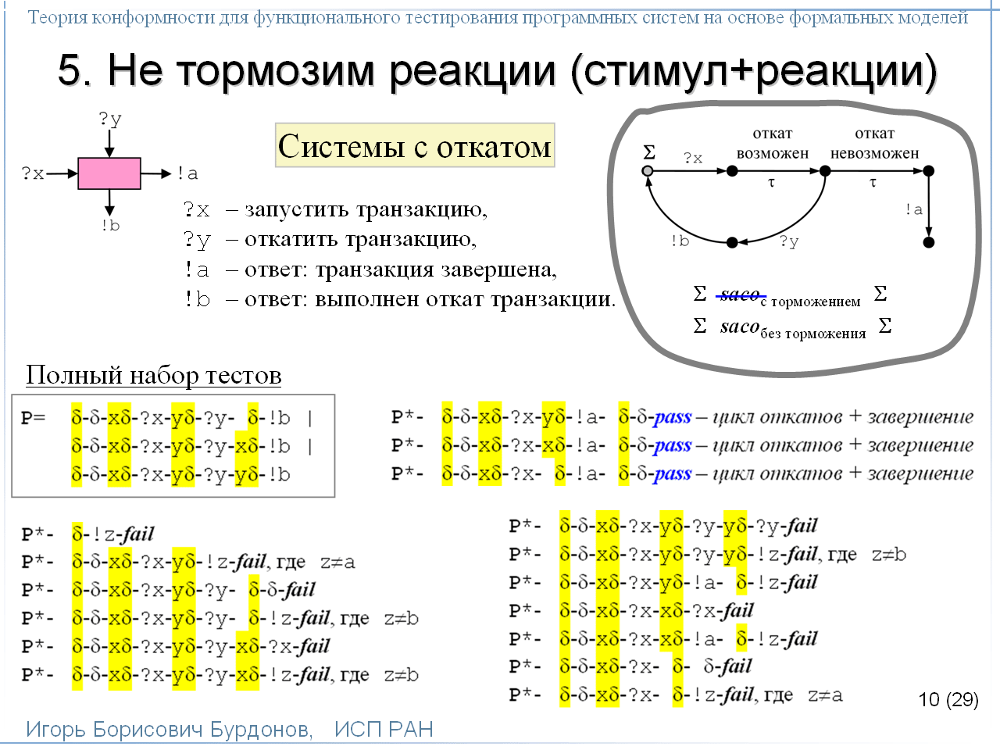 Теория конформности для функционального тестирования программных систем на основе формальных моделей
5. Не тормозим реакции (стимул+реакции)
?y
?x
!a
!b
Системы с откатом
?x – запустить транзакцию,
?y – откатить транзакцию,
!a – ответ: транзакция завершена,
!b – ответ: выполнен откат транзакции.
откат возможен
откат невозможен
Σ
?x
τ
τ
!a
!b
?y
Σ saco с торможением Σ
Σ saco без торможения Σ
Полный набор тестов
P= δ-δ-xδ-?x-yδ-?y- δ-!b |
δ-δ-xδ-?x-yδ-?y-xδ-!b |
δ-δ-xδ-?x-yδ-?y-yδ-!b
P*- δ-δ-xδ-?x-yδ-!a- δ-δ-pass – цикл откатов + завершение
P*- δ-δ-xδ-?x-xδ-!a- δ-δ-pass – цикл откатов + завершение
P*- δ-δ-xδ-?x- δ-!a- δ-δ-pass – цикл откатов + завершение
P*- δ-!z-fail
P*- δ-δ-xδ-?x-yδ-!z-fail, где z≠a
P*- δ-δ-xδ-?x-yδ-?y- δ-δ-fail
P*- δ-δ-xδ-?x-yδ-?y- δ-!z-fail, где z≠b
P*- δ-δ-xδ-?x-yδ-?y-xδ-?x-fail
P*- δ-δ-xδ-?x-yδ-?y-xδ-!z-fail, где z≠b
P*- δ-δ-xδ-?x-yδ-?y-yδ-?y-fail
P*- δ-δ-xδ-?x-yδ-?y-yδ-!z-fail, где z≠b
P*- δ-δ-xδ-?x-yδ-!a- δ-!z-fail
P*- δ-δ-xδ-?x-xδ-?x-fail
P*- δ-δ-xδ-?x-xδ-!a- δ-!z-fail
P*- δ-δ-xδ-?x- δ- δ-fail
P*- δ-δ-xδ-?x- δ-!z-fail, где z≠a
10 (29)
Игорь Борисович Бурдонов, ИСП РАН